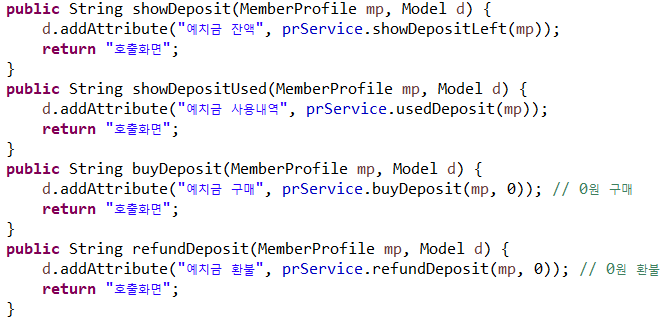 public String showDeposit(MemberProfile mp, Model d) {
    d.addAttribute("예치금 잔액", prService.showDepositLeft(mp));
    return "호출화면";
}
public String showDepositUsed(MemberProfile mp, Model d) {
    d.addAttribute("예치금 사용내역", prService.usedDeposit(mp));
    return "호출화면";
}
public String buyDeposit(MemberProfile mp, Model d) {
    d.addAttribute("예치금 구매", prService.buyDeposit(mp, 0)); // 0원 구매
    return "호출화면";
}
public String refundDeposit(MemberProfile mp, Model d) {
    d.addAttribute("예치금 환불", prService.refundDeposit(mp, 0)); // 0원 환불
    return "호출화면";
}